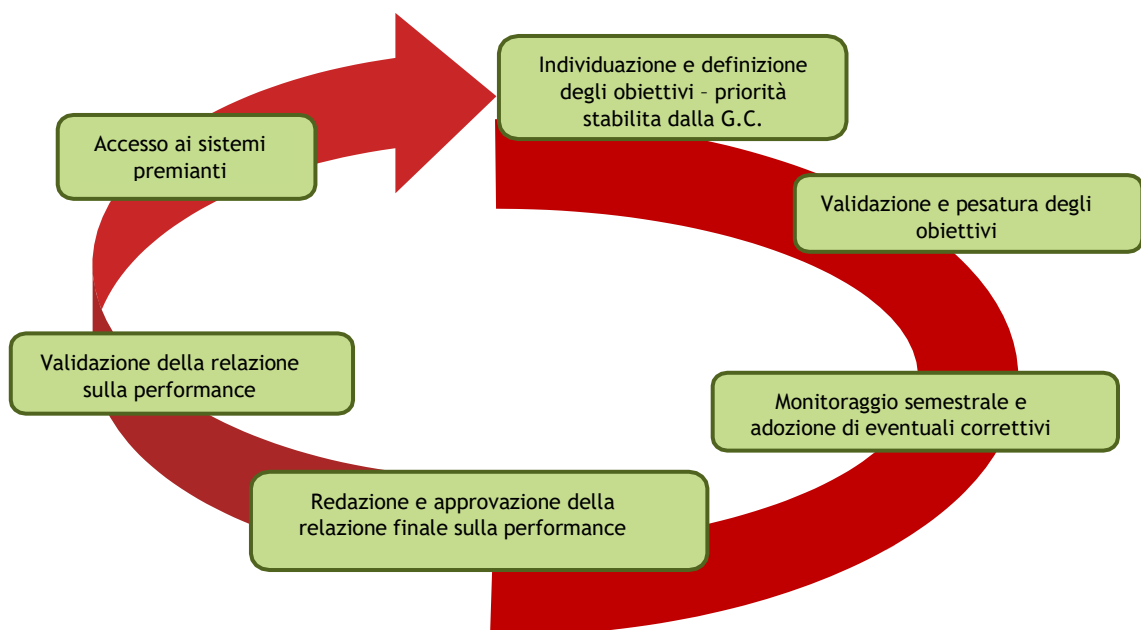 Individuazione e definizione
degli obiettivi – priorità
stabilita dalla G.C.
Validazione e pesatura degli
obiettivi
Monitoraggio semestrale e
adozione di eventuali correttivi
Redazione e approvazione della
relazione finale sulla performance
Validazione della relazione
sulla performance
Accesso ai sistemi
premianti